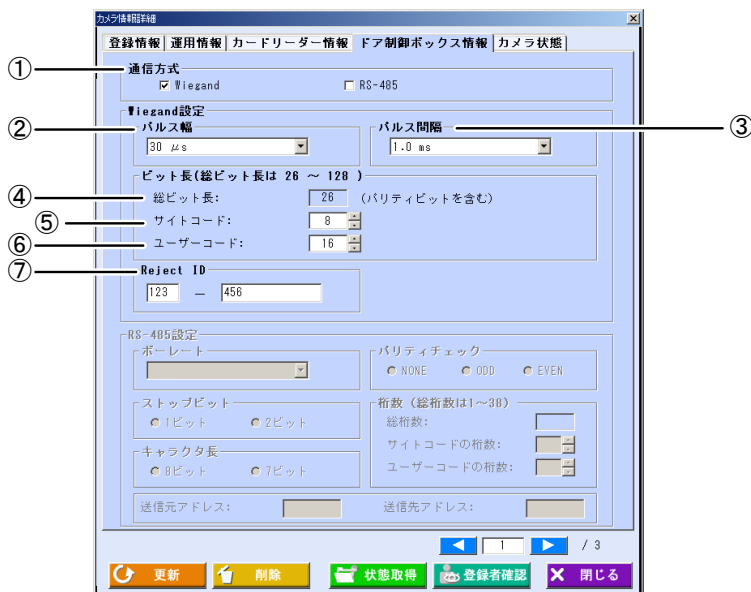 カメラ情報詳細
登録情報 運用情報 カードリーダー情報 ドア制御ボックス情報 カメラ状態
① 通信方式
Wiegand RS-485
Wiegand設定
② パルス幅 パルス間隔 ③
30 μs 1.0 ms
ビット長(総ビット長は 26 ～ 128 )
④ 総ビット長: 26 (パリティビットを含む)
⑤ サイトコード: 8
⑥ ユーザーコード: 16
⑦ Reject ID
123 － 456
RS-485設定
ボーレート パリティチェック
NONE ODD EVEN
ストップビット 桁数 (総桁数は1～38)
1ビット 2ビット 総桁数:
サイトコードの桁数:
キャラクタ長
8ビット 7ビット ユーザーコードの桁数:
送信元アドレス: 送信先アドレス:
1 / 3
更新 削除 状態取得 登録者確認 閉じる